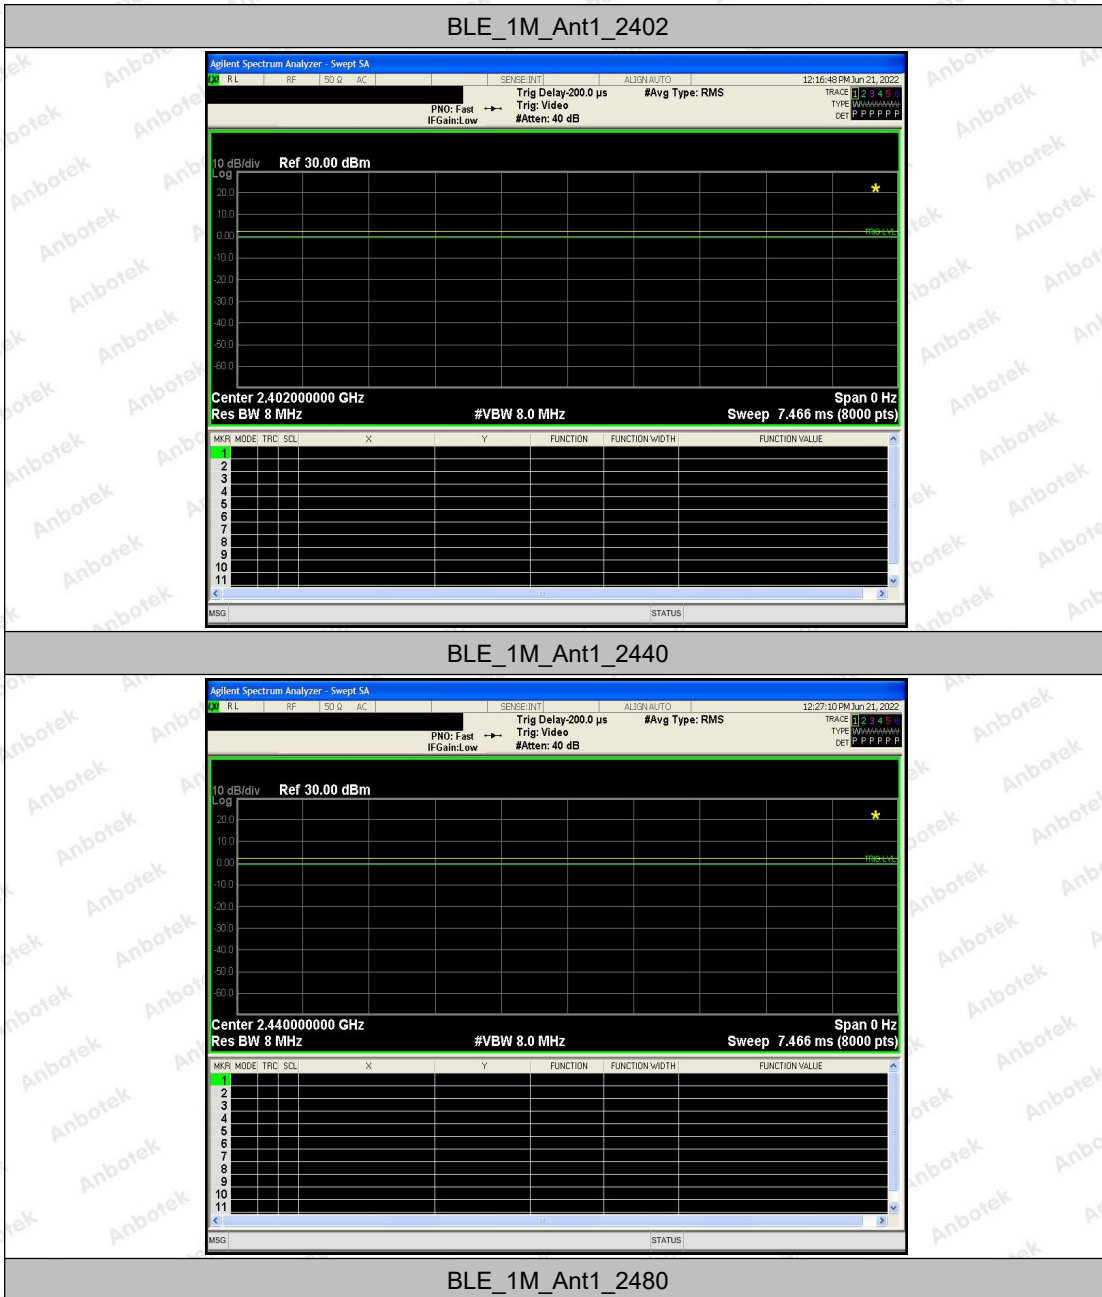 BLE_1M_Ant1_2402
Agilent Spectrum Analyzer - Swept SA
LXI RL RF 50 Ω AC SENSE:INT ALIGN AUTO 12:16:48 PM Jun 21, 2022
Trig Delay-200.0 µs #Avg Type: RMS TRACE 1 2 3 4 5 6
PNO: Fast Trig: Video TYPE WWWWWW
IFGain:Low #Atten: 40 dB DET P P P P P P
10 dB/div Ref 30.00 dBm
Log
20.0
10.0
0.00 TRIG LVL
-10.0
-20.0
-30.0
-40.0
-50.0
-60.0
Center 2.402000000 GHz Span 0 Hz
Res BW 8 MHz #VBW 8.0 MHz Sweep 7.466 ms (8000 pts)
MKR MODE TRC SCL X Y FUNCTION FUNCTION WIDTH FUNCTION VALUE
1
2
3
4
5
6
7
8
9
10
11
MSG STATUS
BLE_1M_Ant1_2440
Agilent Spectrum Analyzer - Swept SA
LXI RL RF 50 Ω AC SENSE:INT ALIGN AUTO 12:27:10 PM Jun 21, 2022
Trig Delay-200.0 µs #Avg Type: RMS TRACE 1 2 3 4 5 6
PNO: Fast Trig: Video TYPE WWWWWW
IFGain:Low #Atten: 40 dB DET P P P P P P
10 dB/div Ref 30.00 dBm
Log
20.0
10.0
0.00 TRIG LVL
-10.0
-20.0
-30.0
-40.0
-50.0
-60.0
Center 2.440000000 GHz Span 0 Hz
Res BW 8 MHz #VBW 8.0 MHz Sweep 7.466 ms (8000 pts)
MKR MODE TRC SCL X Y FUNCTION FUNCTION WIDTH FUNCTION VALUE
1
2
3
4
5
6
7
8
9
10
11
MSG STATUS
BLE_1M_Ant1_2480